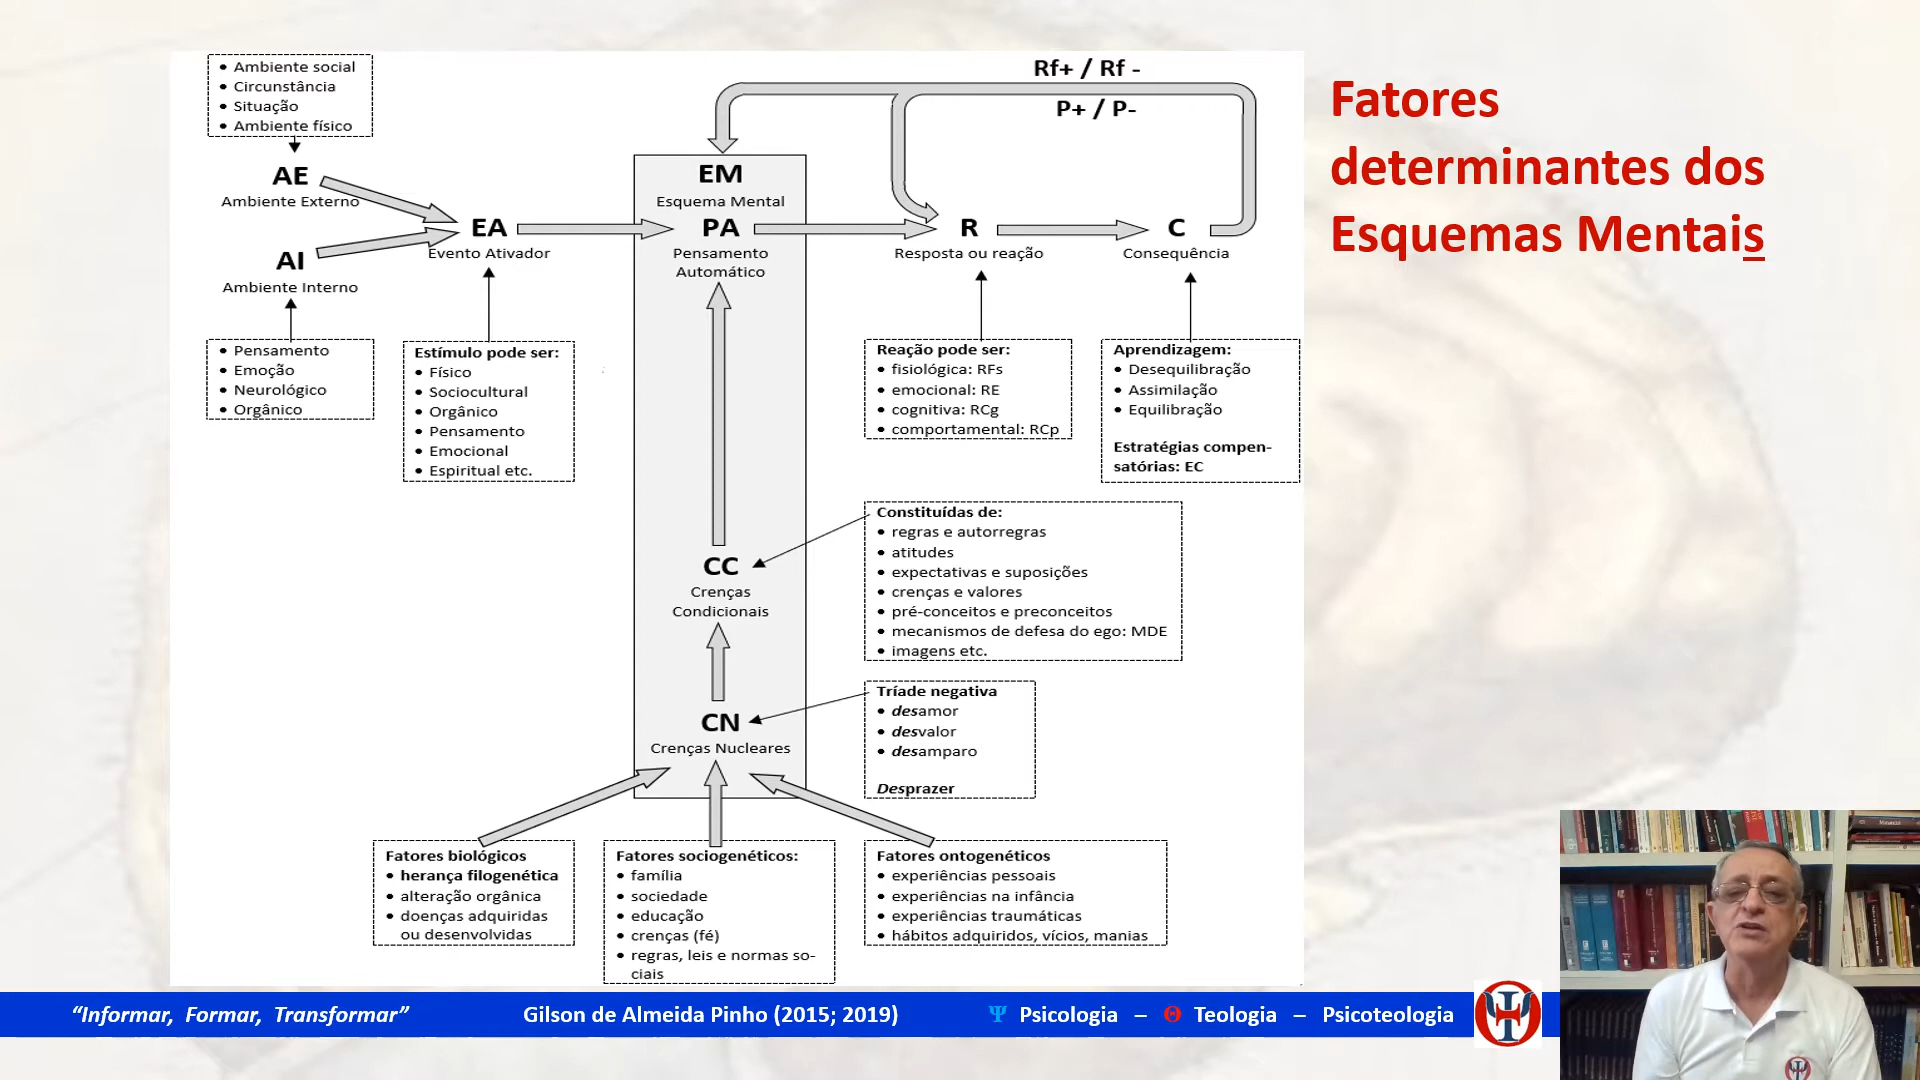 • Ambiente social
• Circunstância
• Situação
• Ambiente físico
AE
Ambiente Externo
AI
Ambiente Interno
• Pensamento
• Emoção
• Neurológico
• Orgânico
EA
Evento Ativador
Estímulo pode ser:
• Físico
• Sociocultural
• Orgânico
• Pensamento
• Emocional
• Espiritual etc.
EM
Esquema Mental
PA
Pensamento
Automático
CC
Crenças
Condicionais
CN
Crenças Nucleares
Rf+ / Rf -
P+ / P-
R
Resposta ou reação
C
Consequência
Reação pode ser:
• fisiológica: RFs
• emocional: RE
• cognitiva: RCg
• comportamental: RCp
Aprendizagem:
• Desequilibração
• Assimilação
• Equilibração
Estratégias compen-
satórias: EC
Constituídas de:
• regras e autorregras
• atitudes
• expectativas e suposições
• crenças e valores
• pré-conceitos e preconceitos
• mecanismos de defesa do ego: MDE
• imagens etc.
Tríade negativa
• desamor
• desvalor
• desamparo
Desprazer
Fatores biológicos
• herança filogenética
• alteração orgânica
• doenças adquiridas
ou desenvolvidas
Fatores sociogenéticos:
• família
• sociedade
• educação
• crenças (fé)
• regras, leis e normas so-
ciais
Fatores ontogenéticos
• experiências pessoais
• experiências na infância
• experiências traumáticas
• hábitos adquiridos, vícios, manias
Fatores
determinantes dos
Esquemas Mentais
“Informar, Formar, Transformar” Gilson de Almeida Pinho (2015; 2019) Ψ Psicologia – Θ Teologia – Psicoteologia